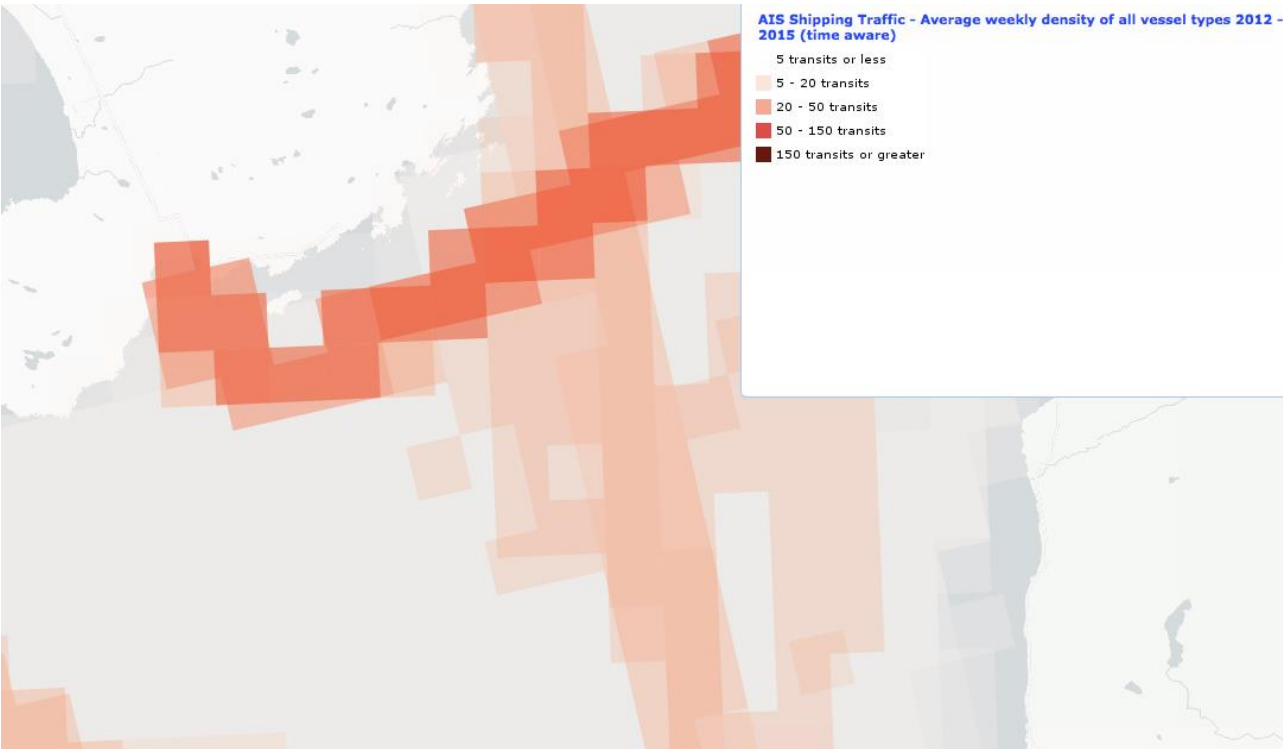 AIS Shipping Traffic - Average weekly density of all vessel types 2012 -
2015 (time aware)
5 transits or less
5 - 20 transits
20 - 50 transits
50 - 150 transits
150 transits or greater